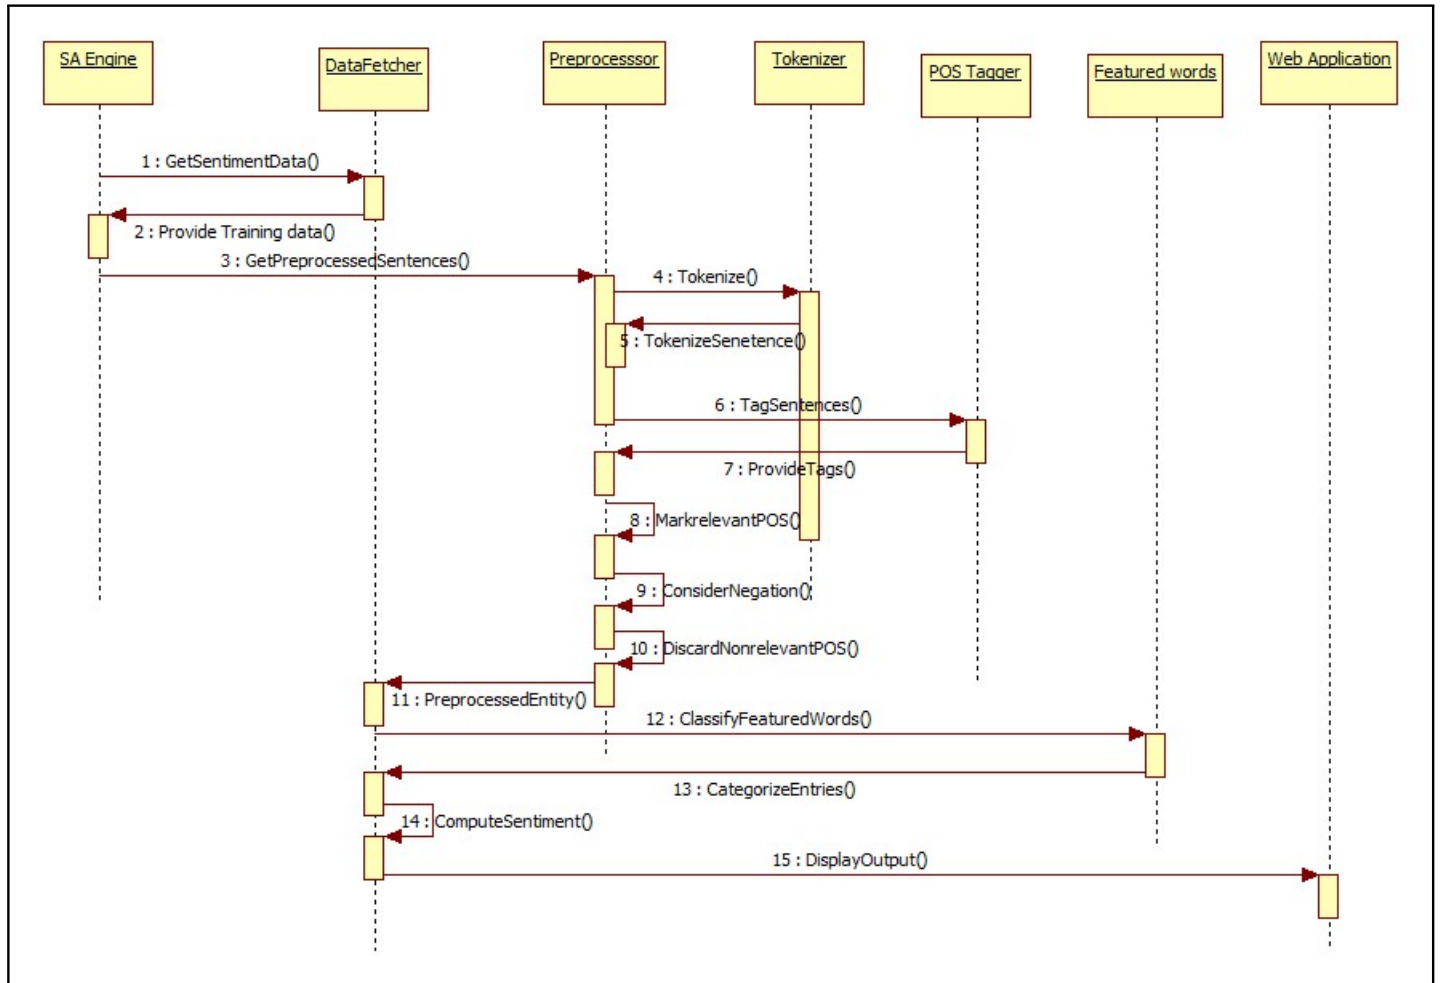 SA Engine
DataFetcher
Preprocesssor
Tokenizer
POS Tagger
Featured words
Web Application
1 : GetSentimentData()
2 : Provide Training data()
3 : GetPreprocessedSentences()
4 : Tokenize()
5 : TokenizeSenetence()
6 : TagSentences()
7 : ProvideTags()
8 : MarkrelevantPOS()
9 : ConsiderNegation()
10 : DiscardNonrelevantPOS()
11 : PreprocessedEntity()
12 : ClassifyFeaturedWords()
13 : CategorizeEntries()
14 : ComputeSentiment()
15 : DisplayOutput()